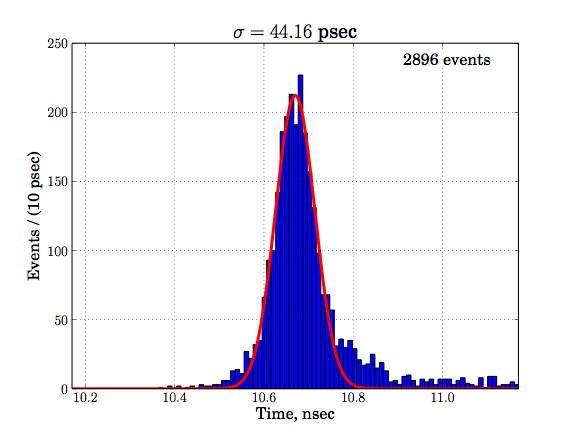 σ = 44.16 psec
2896 events
250
200
150
100
50
0
Events / (10 psec)
10.2 10.4 10.6 10.8 11.0
Time, nsec